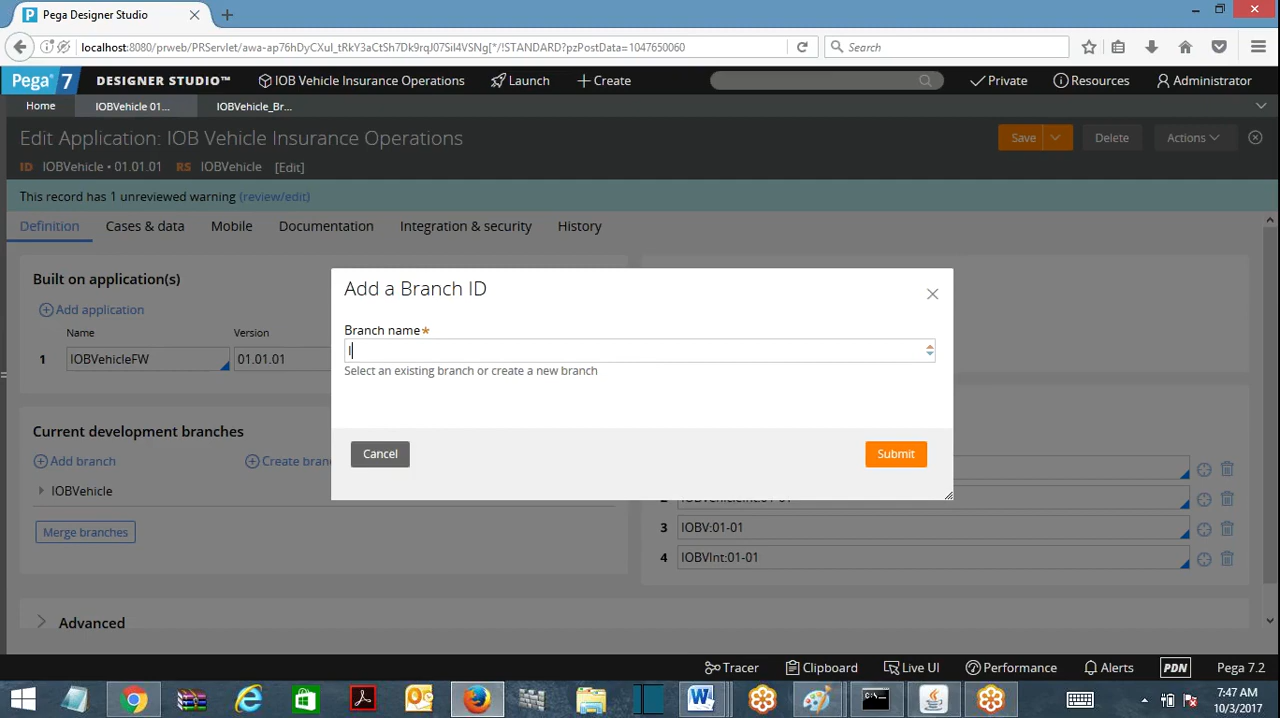 Pega Designer Studio
localhost:8080/prweb/PRServlet/awa-ap76hDyCXul_tRkY3aCtSh7Dk9rqJ07Sil4VSNg[*/!STANDARD?pzPostData=1047650060
Search
Pega 7 DESIGNER STUDIO™ IOB Vehicle Insurance Operations Launch Create Private Resources Administrator
Home IOBVehicle 01... IOBVehicle_Br...
Edit Application: IOB Vehicle Insurance Operations Save Delete Actions
ID IOBVehicle • 01.01.01 RS IOBVehicle [Edit]
This record has 1 unreviewed warning (review/edit)
Definition Cases & data Mobile Documentation Integration & security History
Built on application(s)
Add application
Name Version
1 IOBVehicleFW 01.01.01
Add a Branch ID
Branch name*
I
Select an existing branch or create a new branch
Cancel Submit
Current development branches
Add branch Create bran
IOBVehicle
Merge branches
3 IOBV:01-01
4 IOBVInt:01-01
Advanced
Tracer Clipboard Live UI Performance Alerts PDN Pega 7.2
7:47 AM
10/3/2017